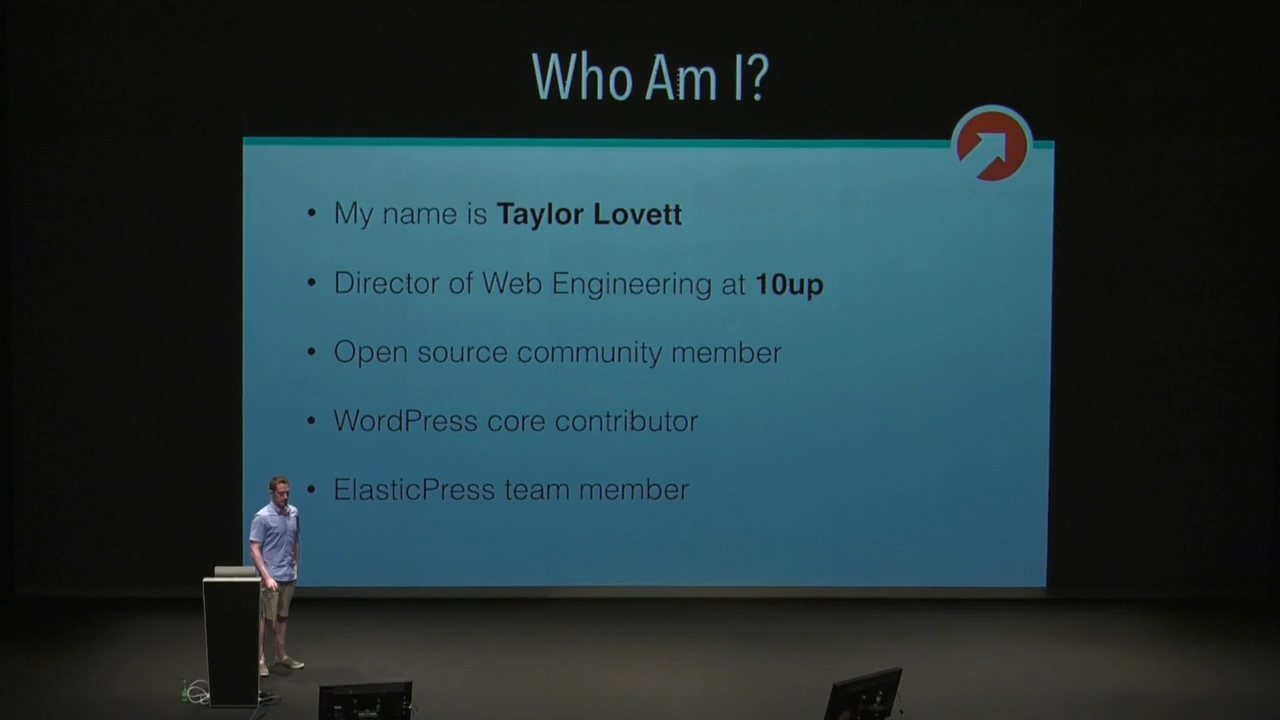 Who Am I?
• My name is Taylor Lovett
• Director of Web Engineering at 10up
• Open source community member
• WordPress core contributor
• ElasticPress team member